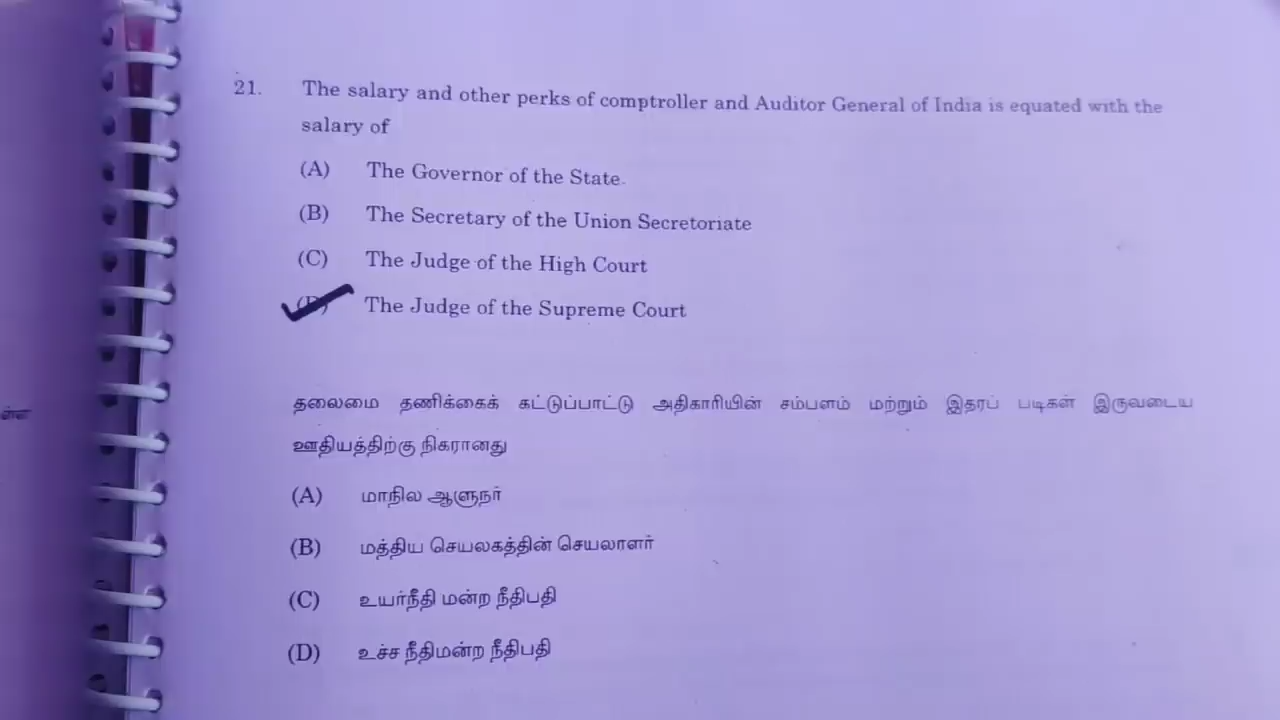 21. The salary and other perks of comptroller and Auditor General of India is equated with the
salary of
(A) The Governor of the State.
(B) The Secretary of the Union Secretoriate
(C) The Judge of the High Court
(D) The Judge of the Supreme Court
தலைமை தணிக்கைக் கட்டுப்பாட்டு அதிகாரியின் சம்பளம் மற்றும் இதரப் படிகள் இருவடைய
ஊதியத்திற்கு நிகரானது
(A) மாநில ஆளுநர்
(B) மத்திய செயலகத்தின் செயலாளர்
(C) உயர்நீதி மன்ற நீதிபதி
(D) உச்ச நீதிமன்ற நீதிபதி